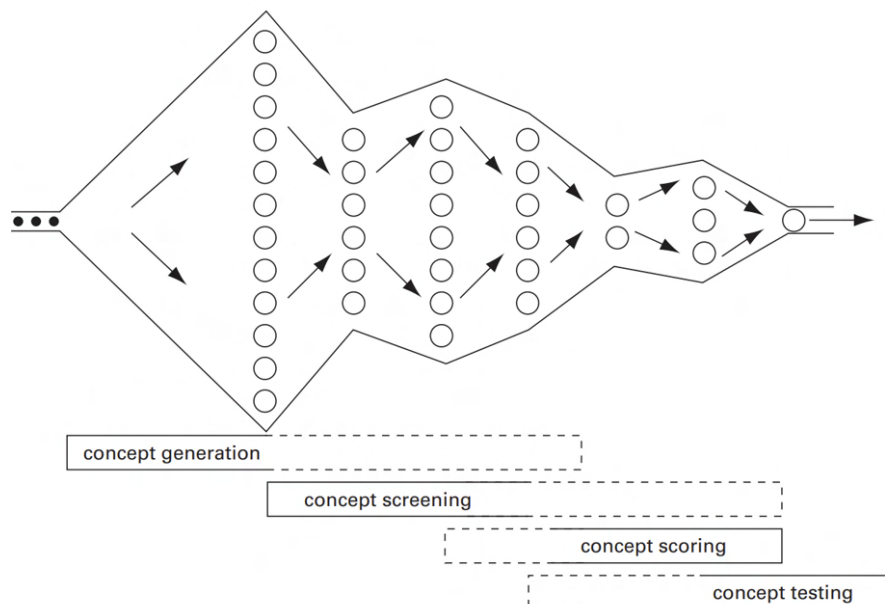 concept generation
concept screening
concept scoring
concept testing